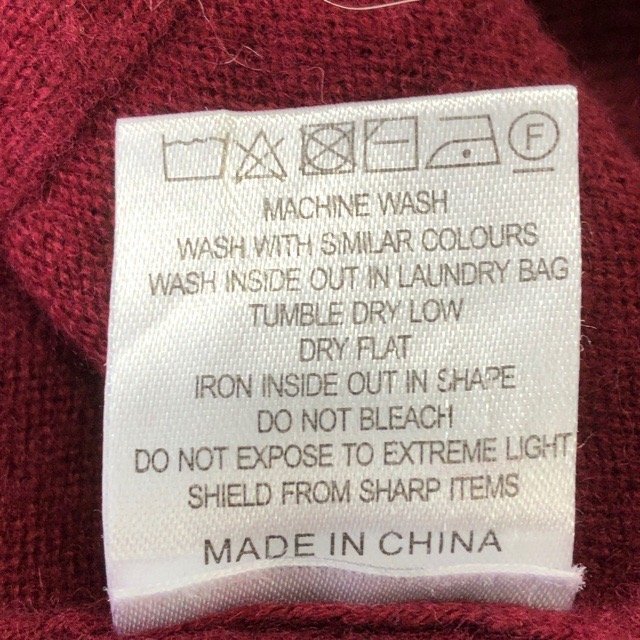 F
MACHINE WASH
WASH WITH SIMILAR COLOURS
WASH INSIDE OUT IN LAUNDRY BAG
TUMBLE DRY LOW
DRY FLAT
IRON INSIDE OUT IN SHAPE
DO NOT BLEACH
DO NOT EXPOSE TO EXTREME LIGHT
SHIELD FROM SHARP ITEMS
MADE IN CHINA